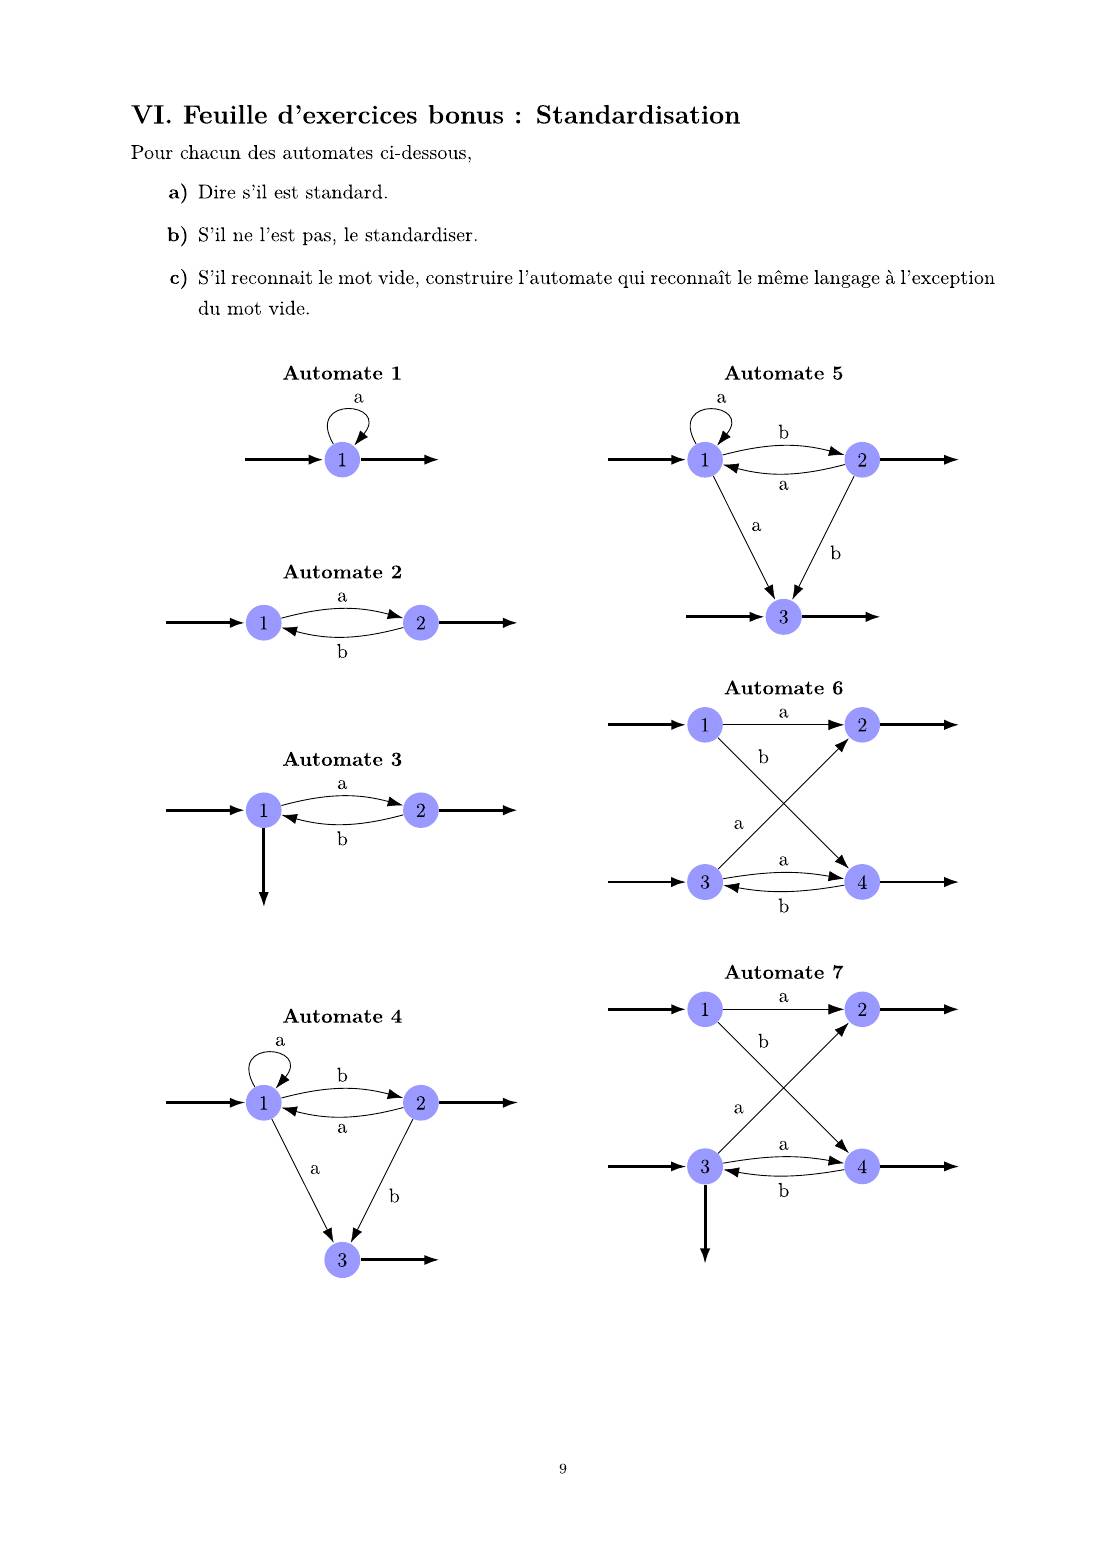 VI. Feuille d'exercices bonus : Standardisation
Pour chacun des automates ci-dessous,
a) Dire s'il est standard.
b) S'il ne l'est pas, le standardiser.
c) S'il reconnait le mot vide, construire l'automate qui reconnaît le même langage à l'exception
du mot vide.
Automate 1
a
1
Automate 2
a
1 2
b
Automate 3
a
1 2
b
Automate 4
a
b
1 2
a
a
b
3
Automate 5
a
b
1 2
a
a
b
3
Automate 6
a
1 2
b
a
a
3 4
b
Automate 7
a
1 2
b
a
a
3 4
b
9